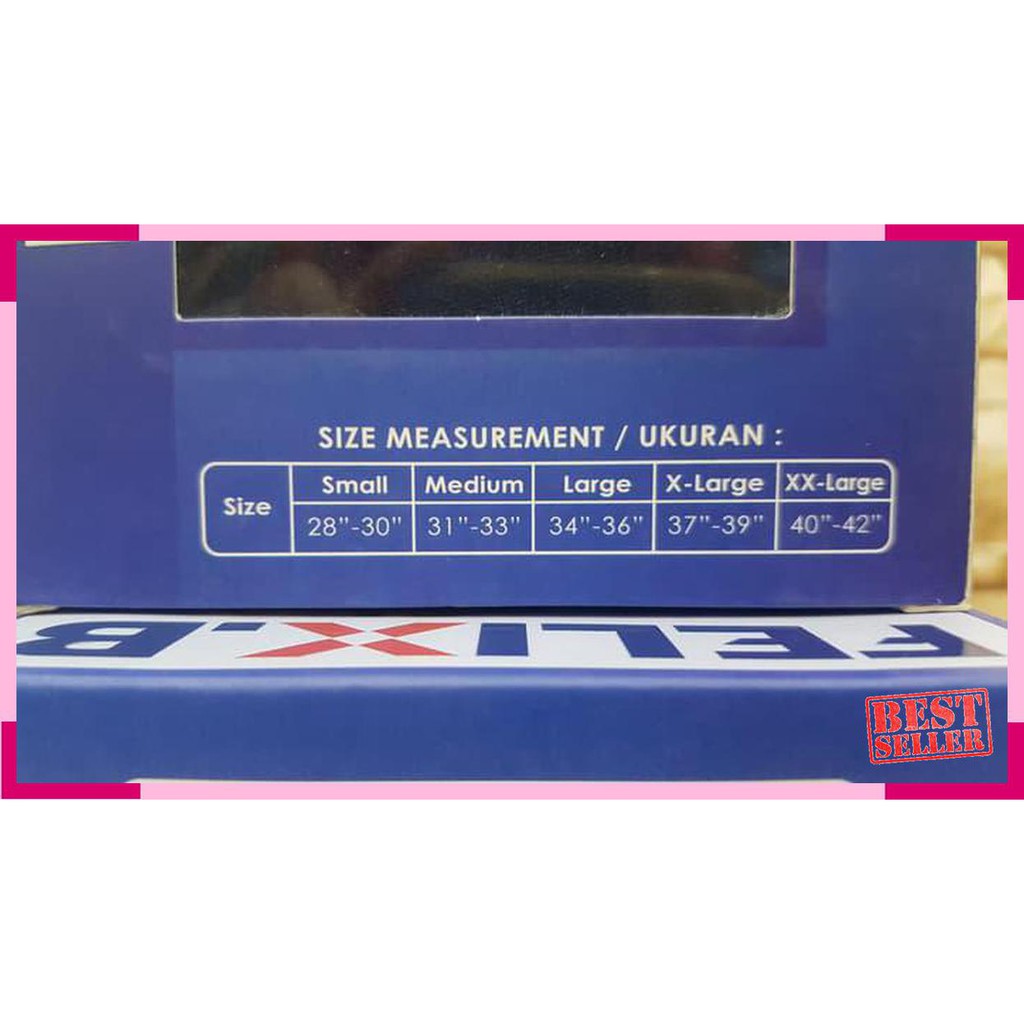 SIZE MEASUREMENT / UKURAN :
Size Small Medium Large X-Large XX-Large
28"-30" 31"-33" 34"-36" 37"-39" 40"-42"
FELIX.B
BEST
SELLER